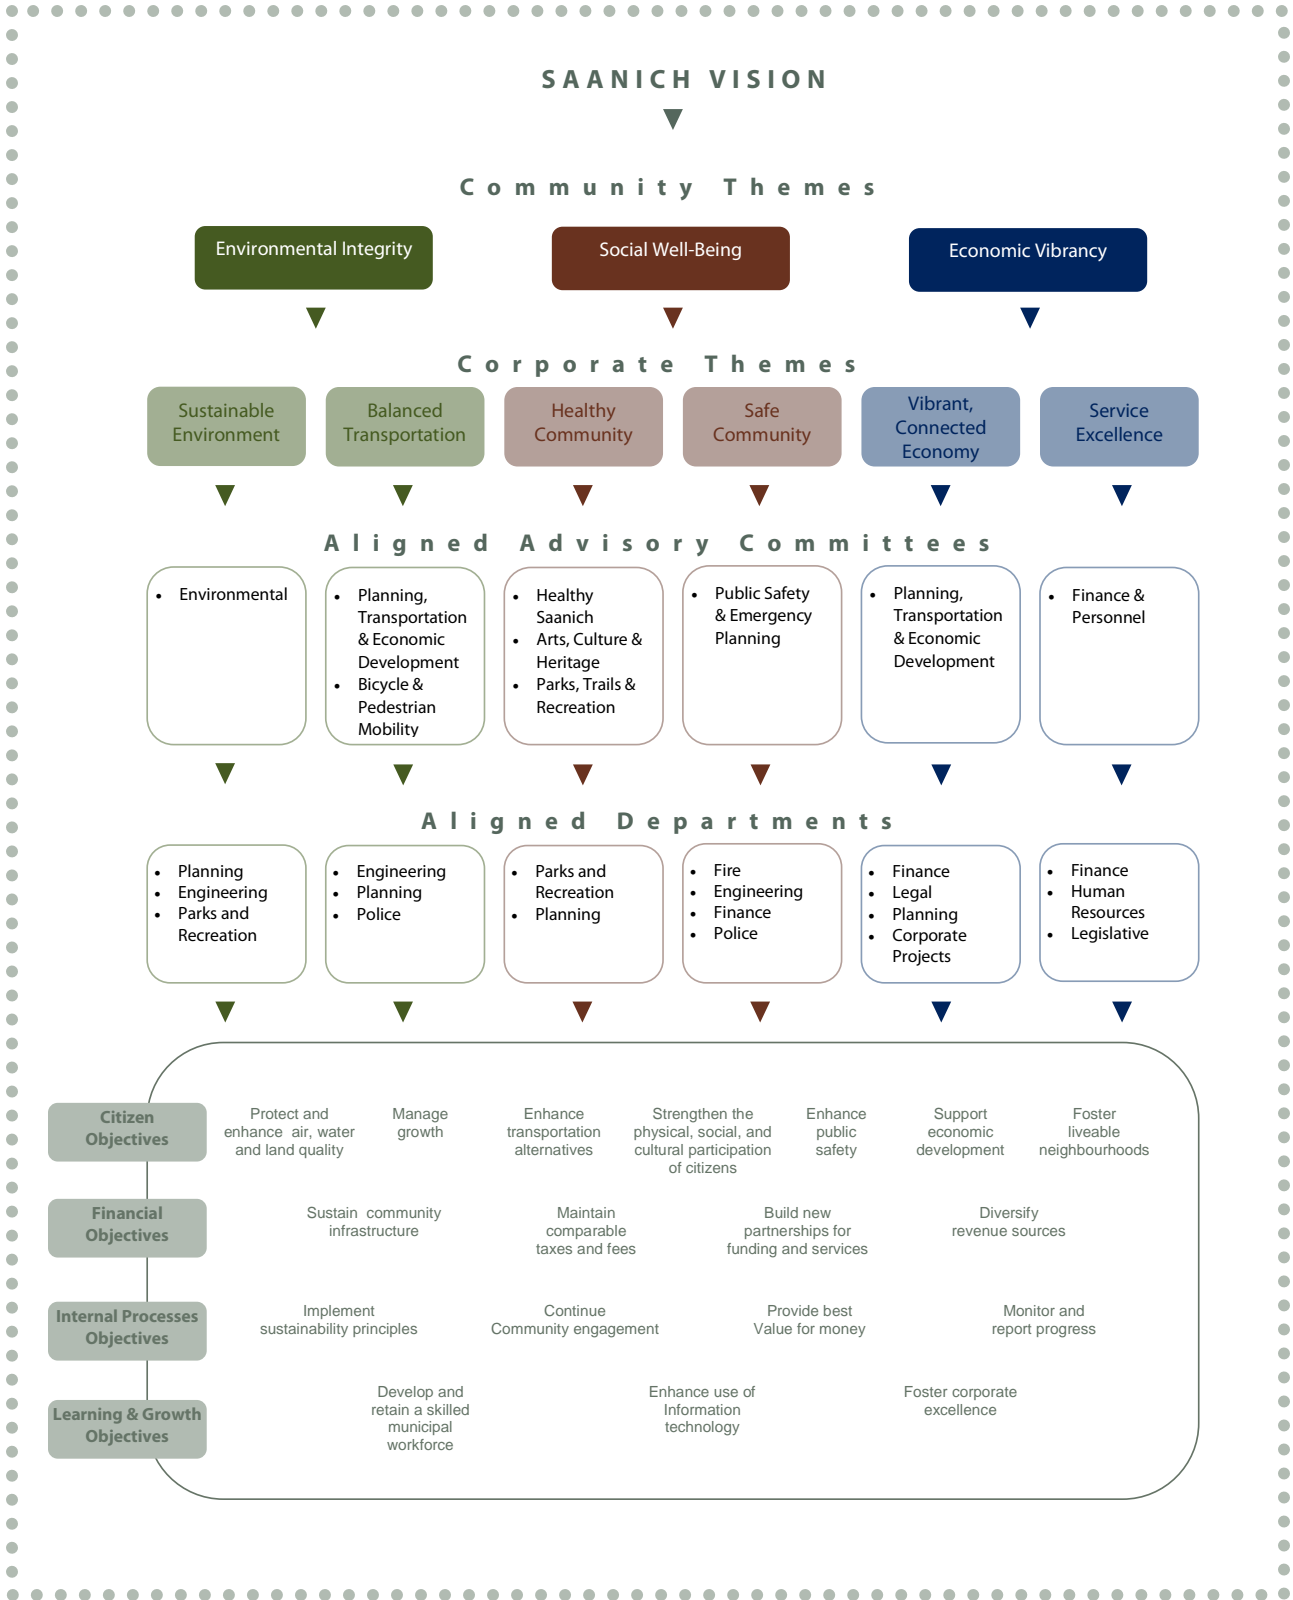 SAANICH VISION
Community Themes
Environmental Integrity
Social Well-Being
Economic Vibrancy
Corporate Themes
Sustainable
Environment
Balanced
Transportation
Healthy
Community
Safe
Community
Vibrant,
Connected
Economy
Service
Excellence
Aligned Advisory Committees
• Environmental
• Planning,
Transportation
& Economic
Development
• Bicycle &
Pedestrian
Mobility
• Healthy
Saanich
• Arts, Culture &
Heritage
• Parks, Trails &
Recreation
• Public Safety
& Emergency
Planning
• Planning,
Transportation
& Economic
Development
• Finance &
Personnel
Aligned Departments
• Planning
• Engineering
• Parks and
Recreation
• Engineering
• Planning
• Police
• Parks and
Recreation
• Planning
• Fire
• Engineering
• Finance
• Police
• Finance
• Legal
• Planning
• Corporate
Projects
• Finance
• Human
Resources
• Legislative
Citizen
Objectives
Protect and
enhance air, water
and land quality
Manage
growth
Enhance
transportation
alternatives
Strengthen the
physical, social, and
cultural participation
of citizens
Enhance
public
safety
Support
economic
development
Foster
liveable
neighbourhoods
Financial
Objectives
Sustain community
infrastructure
Maintain
comparable
taxes and fees
Build new
partnerships for
funding and services
Diversify
revenue sources
Internal Processes
Objectives
Implement
sustainability principles
Continue
Community engagement
Provide best
Value for money
Monitor and
report progress
Learning & Growth
Objectives
Develop and
retain a skilled
municipal
workforce
Enhance use of
Information
technology
Foster corporate
excellence